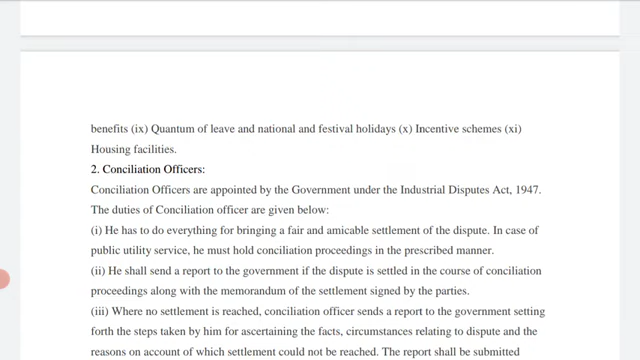 benefits (ix) Quantum of leave and national and festival holidays (x) Incentive schemes (xi)
Housing facilities.
2. Conciliation Officers:
Conciliation Officers are appointed by the Government under the Industrial Disputes Act, 1947.
The duties of Conciliation officer are given below:
(i) He has to do everything for bringing a fair and amicable settlement of the dispute. In case of
public utility service, he must hold conciliation proceedings in the prescribed manner.
(ii) He shall send a report to the government if the dispute is settled in the course of conciliation
proceedings along with the memorandum of the settlement signed by the parties.
(iii) Where no settlement is reached, conciliation officer sends a report to the government setting
forth the steps taken by him for ascertaining the facts, circumstances relating to dispute and the
reasons on account of which settlement could not be reached. The report shall be submitted